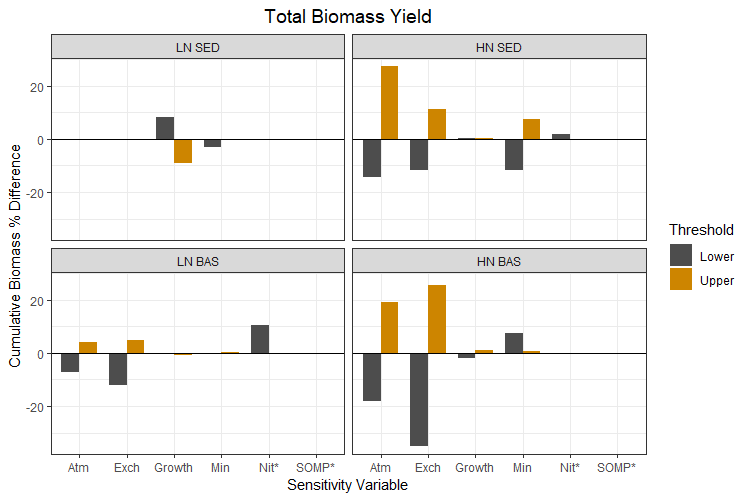 Total Biomass Yield
LN SED
HN SED
20
0
-20
LN BAS
HN BAS
20
0
-20
Cumulative Biomass % Difference
Atm Exch Growth Min Nit* SOMP*
Atm Exch Growth Min Nit* SOMP*
Sensitivity Variable
Threshold
Lower
Upper